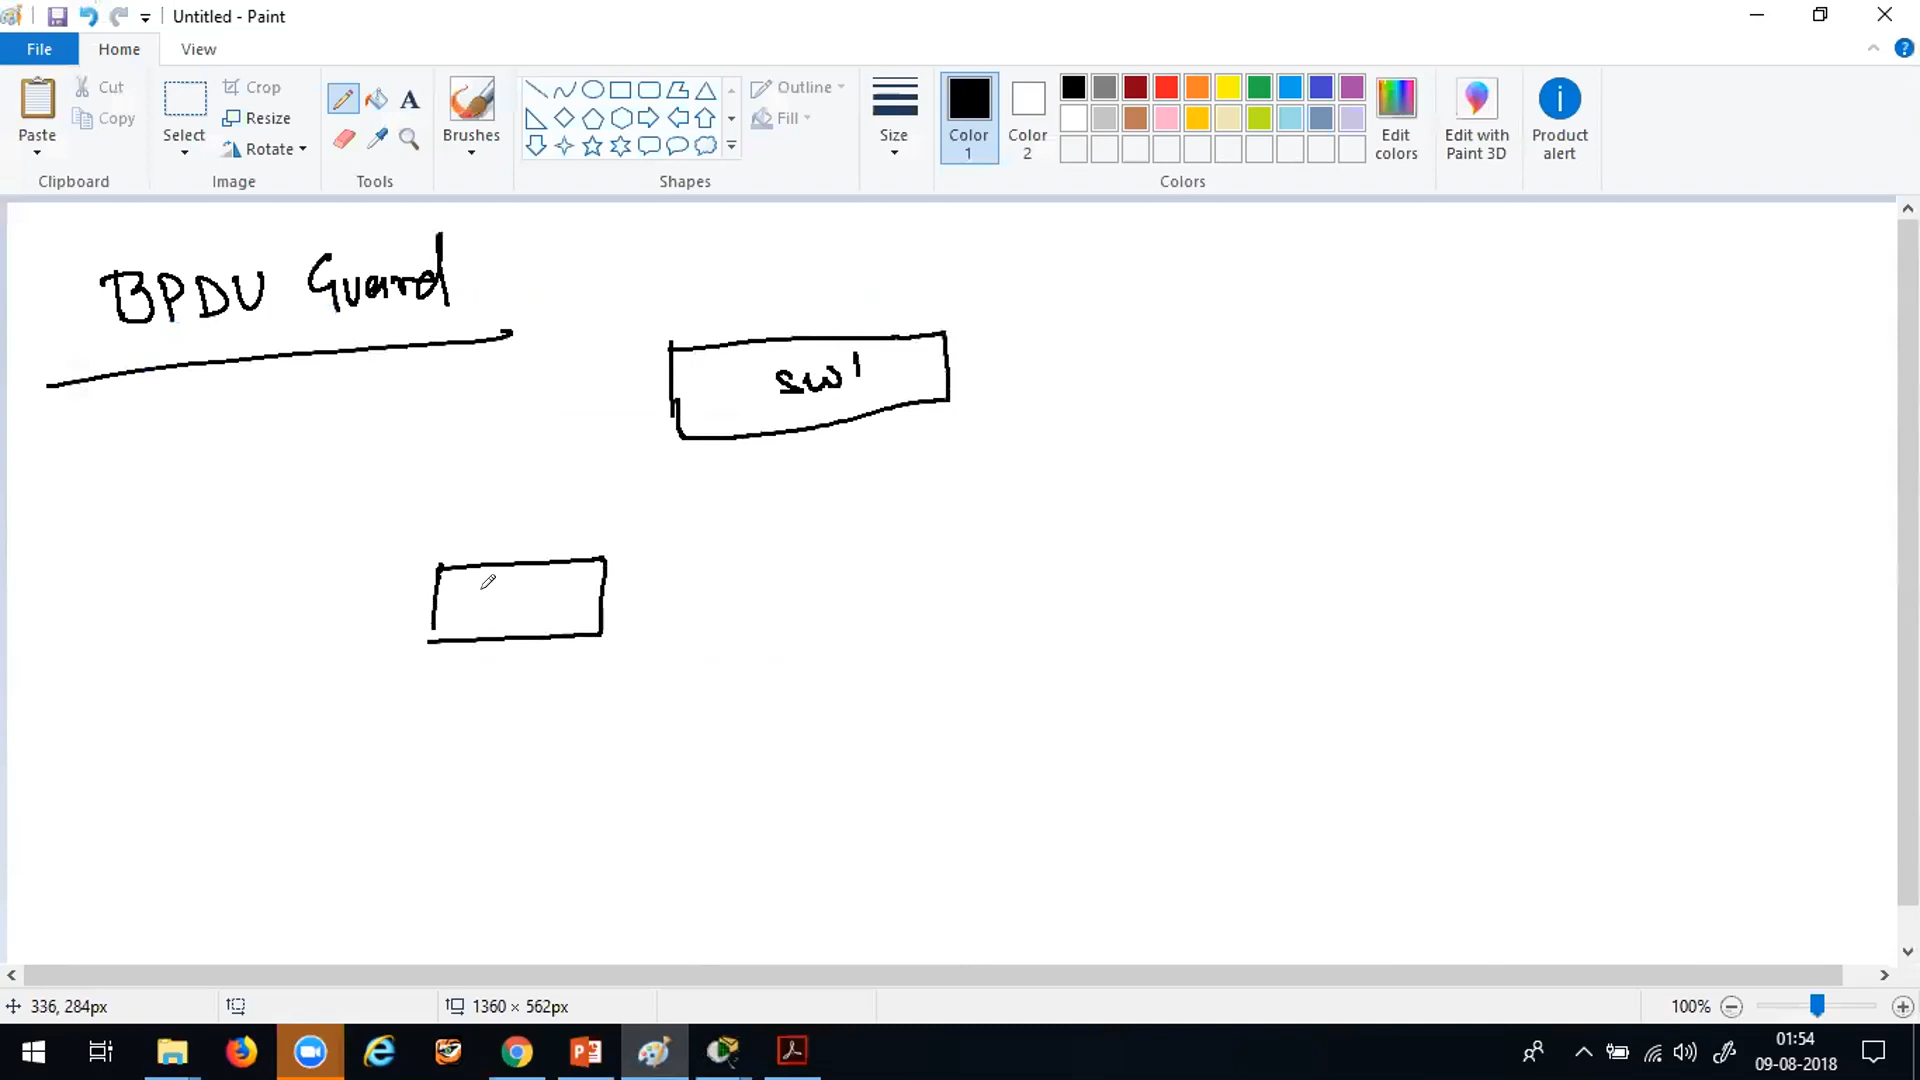 Untitled - Paint
File Home View
Paste
Cut
Copy
Clipboard
Select
Crop
Resize
Rotate
Image
Tools
Brushes
Shapes
Outline
Fill
Size
Color 1
Color 2
Edit colors
Edit with Paint 3D
Product alert
Colors
BPDU Guard
SW1
336, 284px
1360 × 562px
100%
01:54
09-08-2018